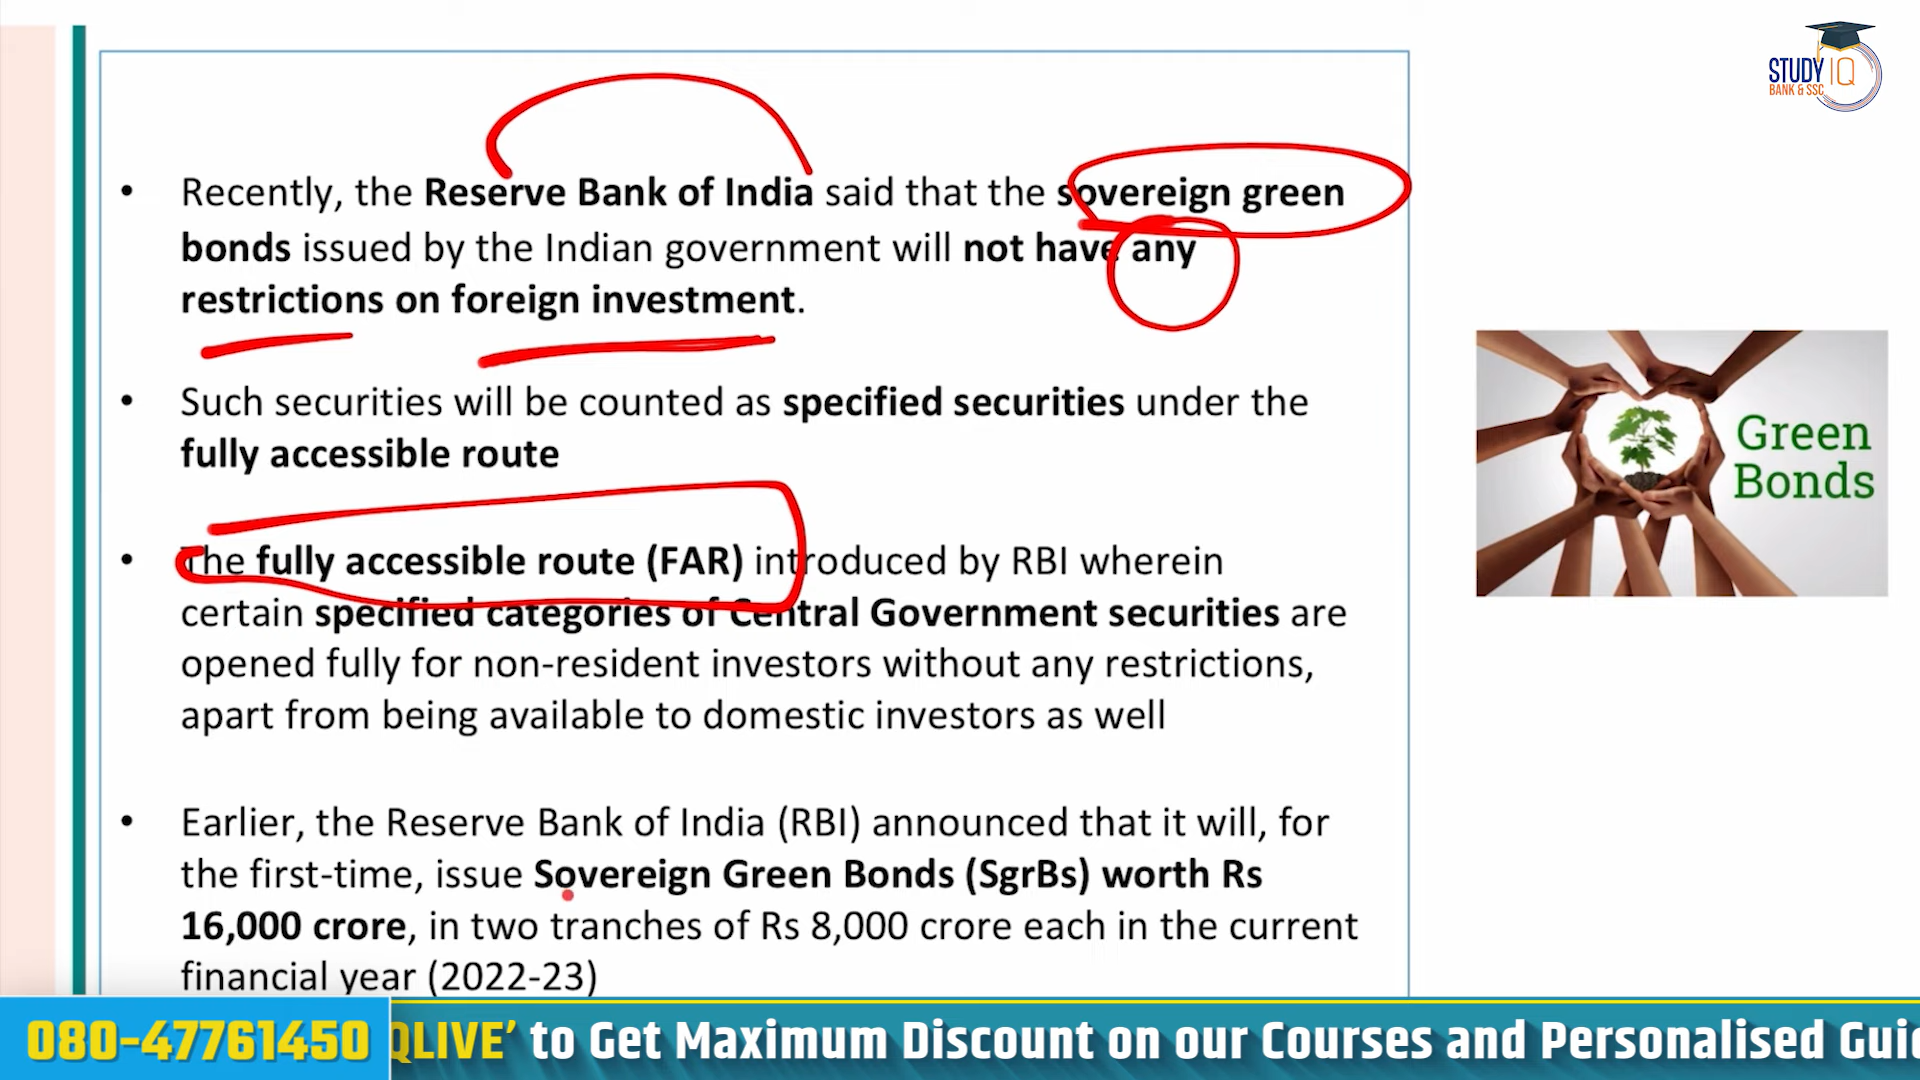 STUDY IQ
BANK & SSC
• Recently, the Reserve Bank of India said that the sovereign green
bonds issued by the Indian government will not have any
restrictions on foreign investment.
• Such securities will be counted as specified securities under the
fully accessible route
• The fully accessible route (FAR) introduced by RBI wherein
certain specified categories of Central Government securities are
opened fully for non-resident investors without any restrictions,
apart from being available to domestic investors as well
• Earlier, the Reserve Bank of India (RBI) announced that it will, for
the first-time, issue Sovereign Green Bonds (SgrBs) worth Rs
16,000 crore, in two tranches of Rs 8,000 crore each in the current
financial year (2022-23)
Green
Bonds
080-47761450 QLIVE’ to Get Maximum Discount on our Courses and Personalised Gui